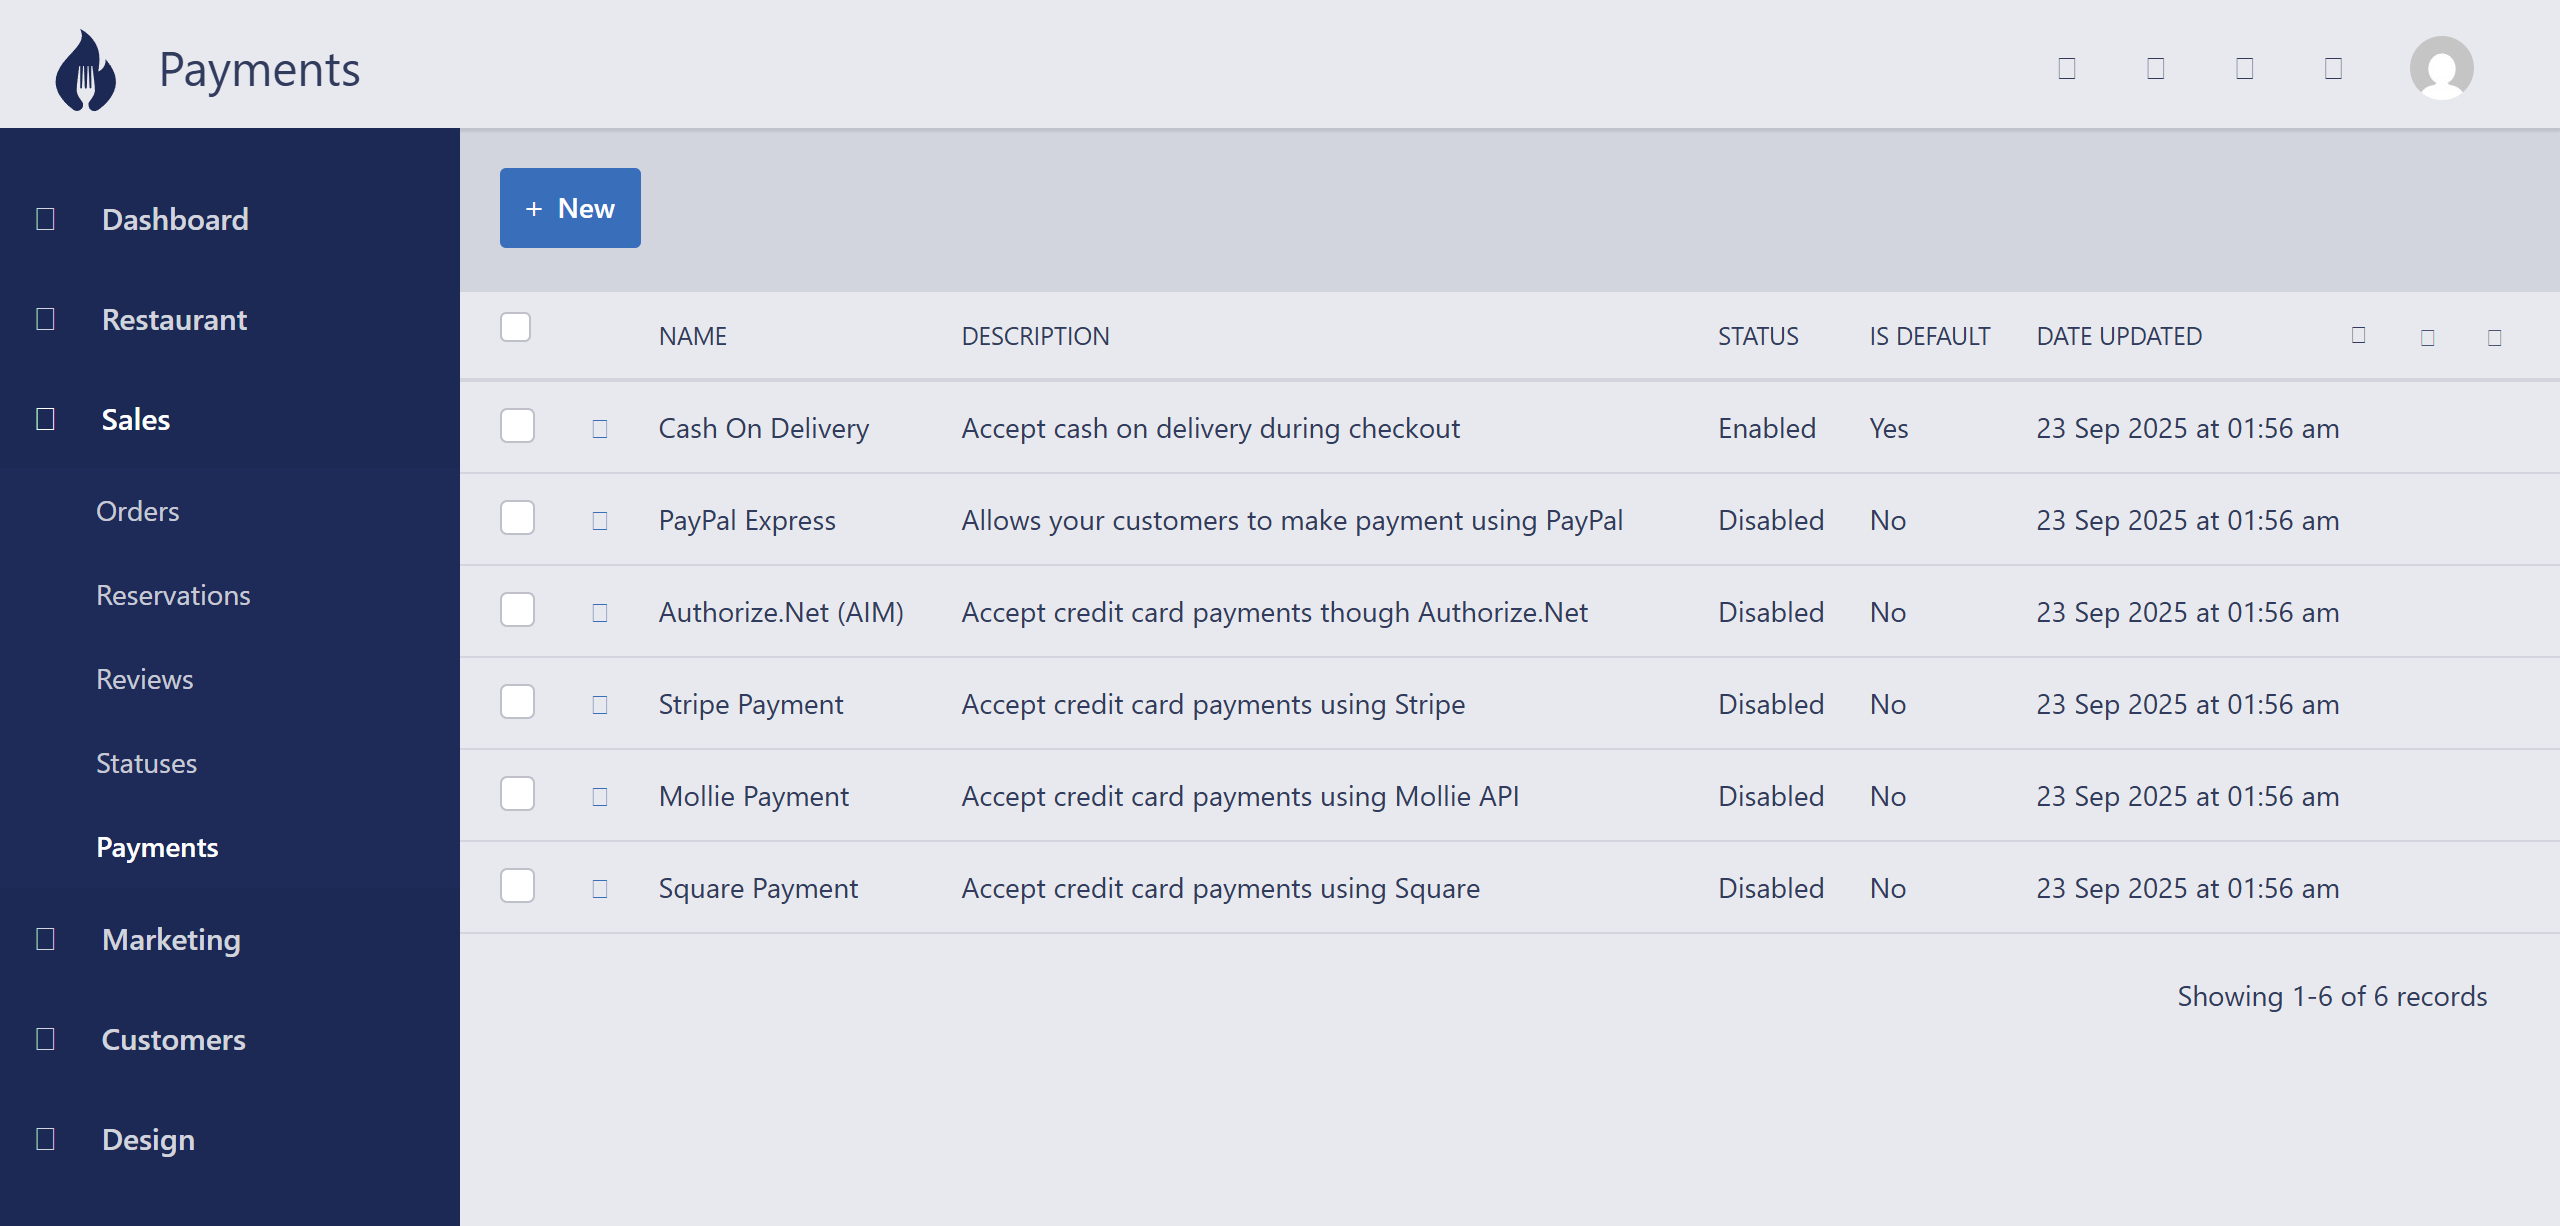 Payments
Dashboard
Restaurant
Sales
Orders
Reservations
Reviews
Statuses
Payments
Marketing
Customers
Design
+ New
NAME DESCRIPTION STATUS IS DEFAULT DATE UPDATED
Cash On Delivery Accept cash on delivery during checkout Enabled Yes 23 Sep 2025 at 01:56 am
PayPal Express Allows your customers to make payment using PayPal Disabled No 23 Sep 2025 at 01:56 am
Authorize.Net (AIM) Accept credit card payments though Authorize.Net Disabled No 23 Sep 2025 at 01:56 am
Stripe Payment Accept credit card payments using Stripe Disabled No 23 Sep 2025 at 01:56 am
Mollie Payment Accept credit card payments using Mollie API Disabled No 23 Sep 2025 at 01:56 am
Square Payment Accept credit card payments using Square Disabled No 23 Sep 2025 at 01:56 am
Showing 1-6 of 6 records